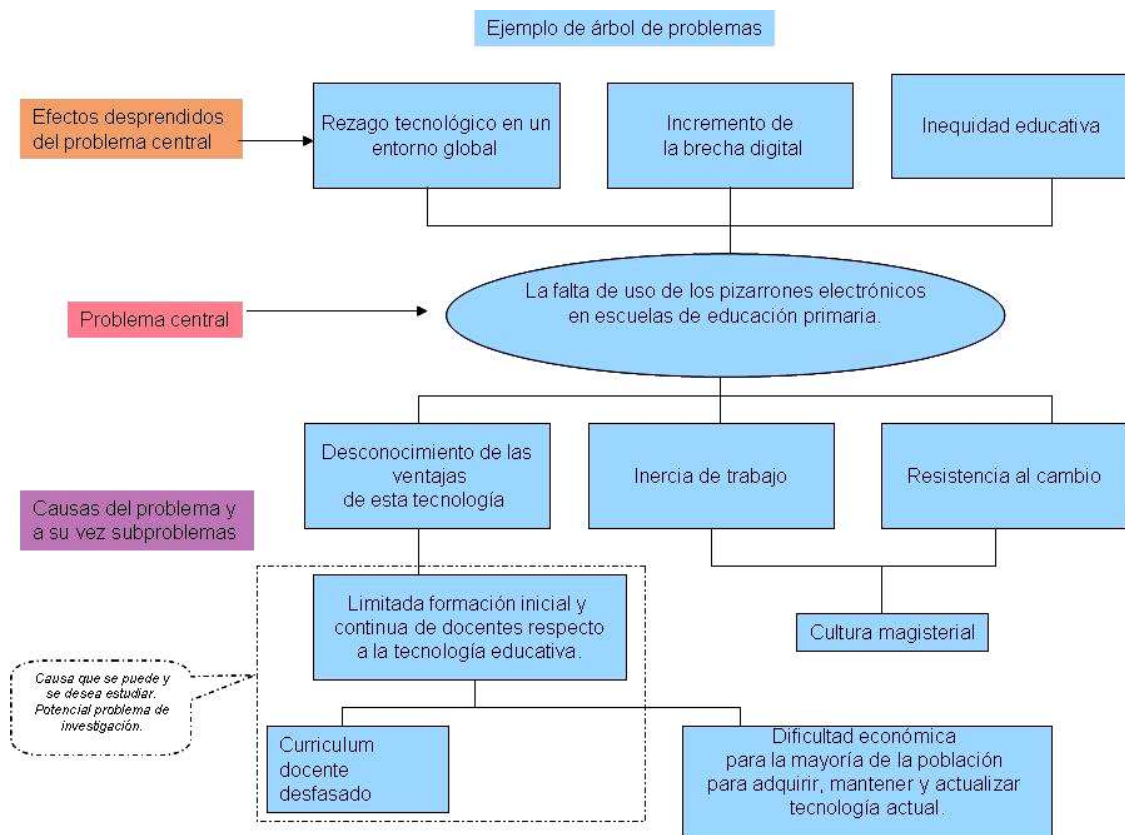 Ejemplo de árbol de problemas
Efectos desprendidos
del problema central
Rezago tecnológico en un
entorno global
Incremento de
la brecha digital
Inequidad educativa
Problema central
La falta de uso de los pizarrones electrónicos
en escuelas de educación primaria.
Causas del problema y
a su vez subproblemas
Desconocimiento de las
ventajas
de esta tecnología
Inercia de trabajo
Resistencia al cambio
Limitada formación inicial y
continua de docentes respecto
a la tecnología educativa.
Cultura magisterial
Causa que se puede y
se desea estudiar.
Potencial problema de
investigación.
Curriculum
docente
desfasado
Dificultad económica
para la mayoría de la población
para adquirir, mantener y actualizar
tecnología actual.